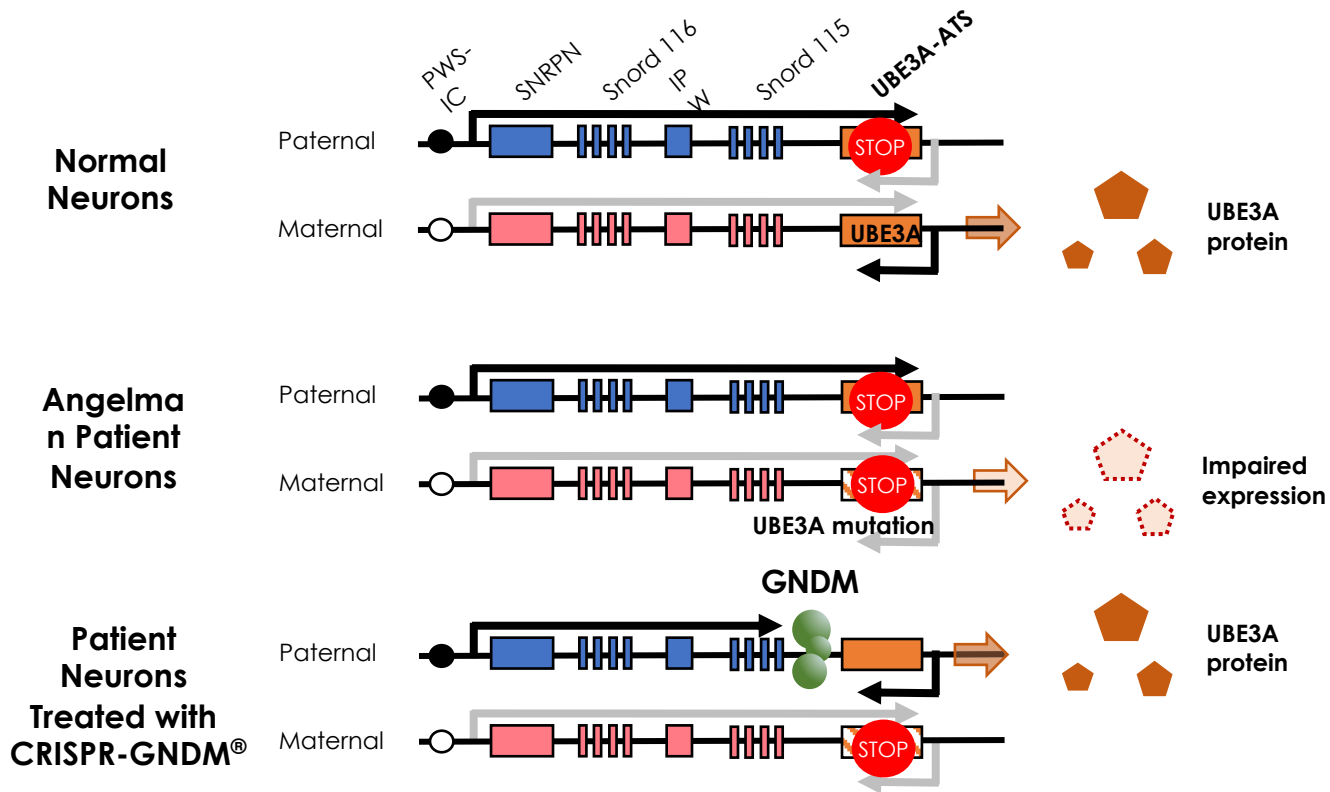 PWS-
IC
SNRPN
Snord 116
IP
W
Snord 115
UBE3A-ATS
Normal
Neurons
Paternal
STOP
Maternal
UBE3A
UBE3A
protein
Angelma
n Patient
Neurons
Paternal
STOP
Maternal
STOP
UBE3A mutation
Impaired
expression
GNDM
Patient
Neurons
Treated with
CRISPR-GNDM®
Paternal
UBE3A
protein
Maternal
STOP